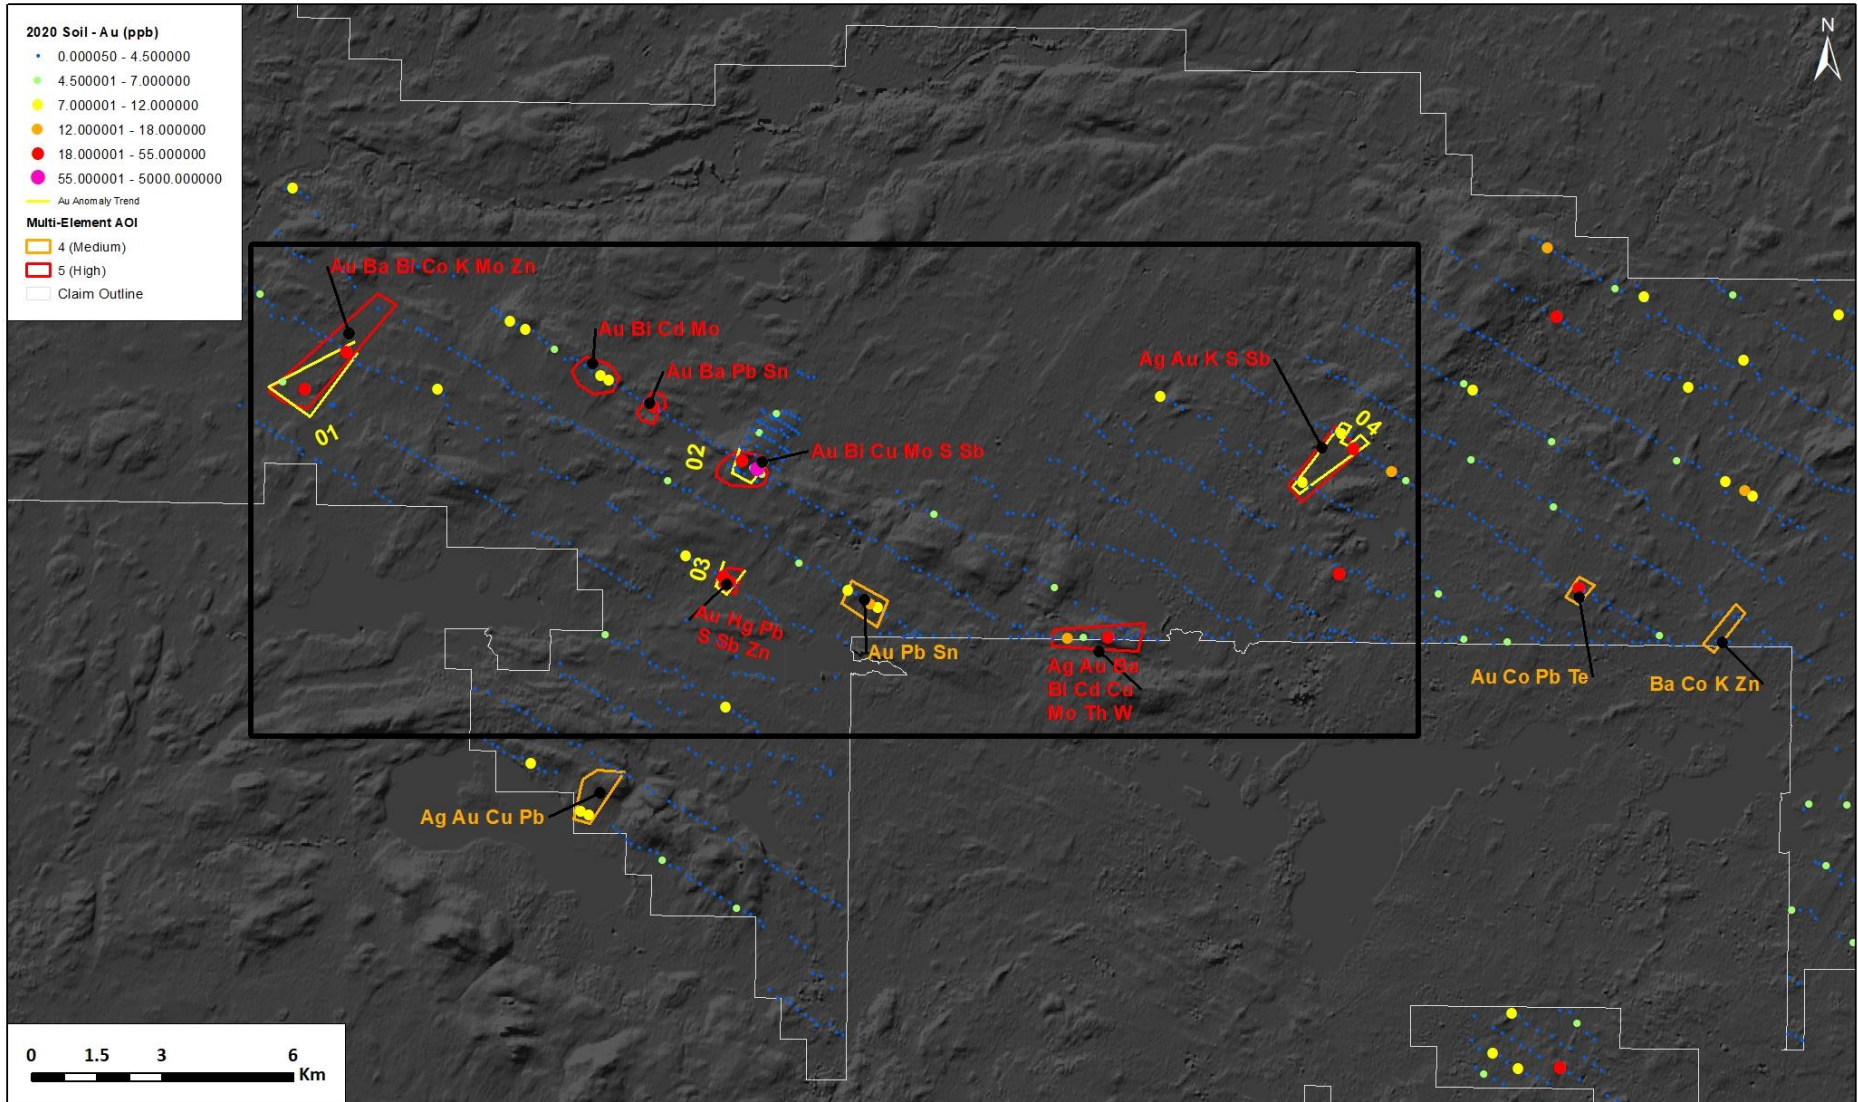 2020 Soil - Au (ppb)
0.000050 - 4.500000
4.500001 - 7.000000
7.000001 - 12.000000
12.000001 - 18.000000
18.000001 - 55.000000
55.000001 - 5000.000000
Au Anomaly Trend
Multi-Element AOI
4 (Medium)
5 (High)
Claim Outline
N
Au Ba Bi Co K Mo Zn
Au Bi Cd Mo
Au Ba Pb Sn
Ag Au K S Sb
01
02
Au Bi Cu Mo S Sb
04
03
Au Hg Pb
S Sb Zn
Au Pb Sn
Ag Au Ba
Bi Cd Cu
Mo Th W
Au Co Pb Te
Ba Co K Zn
Ag Au Cu Pb
0 1.5 3 6
Km